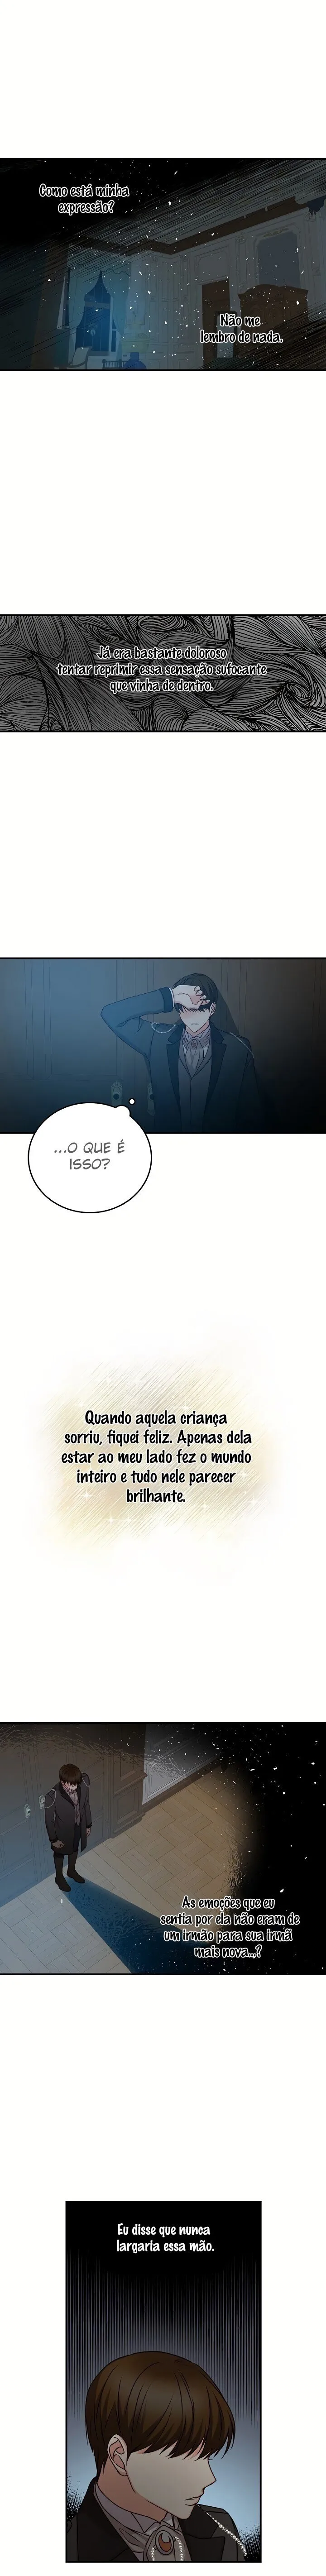 Como está minha
expressão?
Não me
lembro de nada.
Já era bastante doloroso
tentar reprimir essa sensação sufocante
que vinha de dentro.
...O QUE É
ISSO?
Quando aquela criança
sorriu, fiquei feliz. Apenas dela
estar ao meu lado fez o mundo
inteiro e tudo nele parecer
brilhante.
As emoções que eu
sentia por ela não eram de
um irmão para sua irmã
mais nova...?
Eu disse que nunca
largaria essa mão.